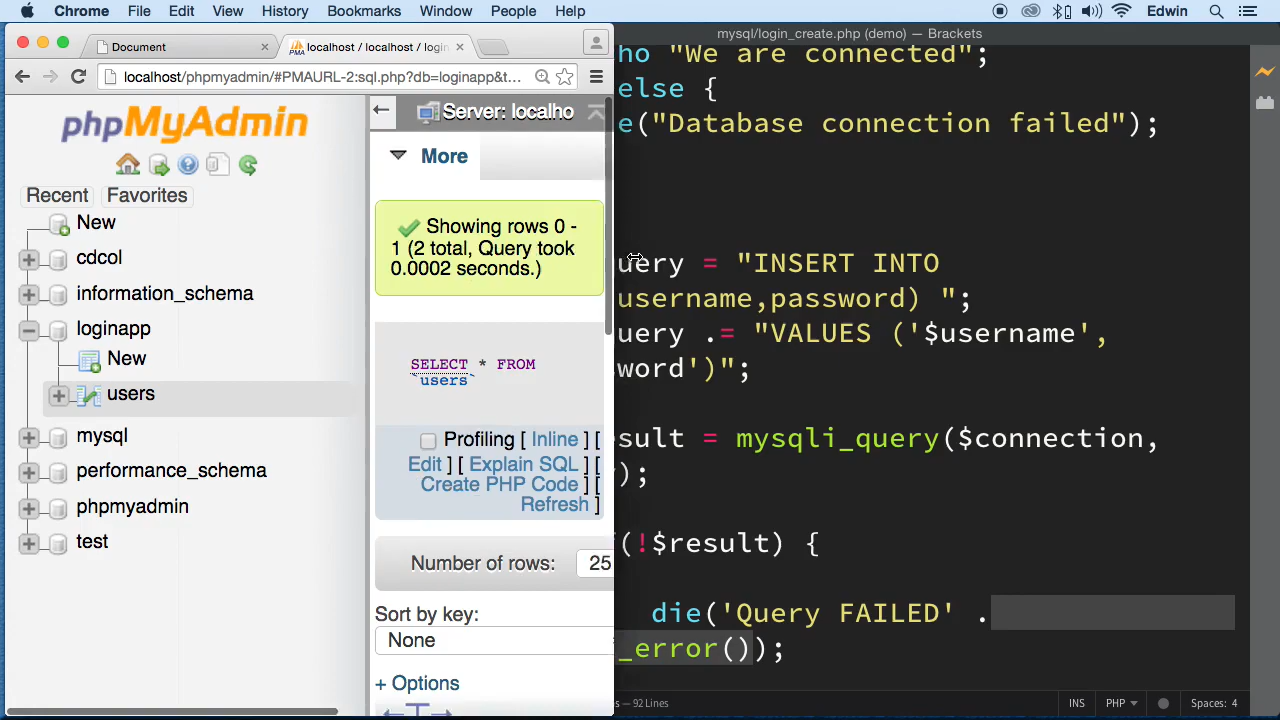 Chrome File Edit View History Bookmarks Window People Help Edwin
Document
localhost / localhost / login
localhost/phpmyadmin/#PMAURL-2:sql.php?db=loginapp&t...
phpMyAdmin
Recent Favorites
New
cdcol
information_schema
loginapp
New
users
mysql
performance_schema
phpmyadmin
test
Server: localho
More
Showing rows 0 -
1 (2 total, Query took
0.0002 seconds.)
SELECT * FROM
`users`
Profiling [ Inline ] [
Edit ] [ Explain SQL ] [
Create PHP Code ] [
Refresh ]
Number of rows: 25
Sort by key:
None
+ Options
mysql/login_create.php (demo) — Brackets
ho "We are connected";
else {
e("Database connection failed");
uery = "INSERT INTO
username,password) ";
uery .= "VALUES ('$username',
sword')";
esult = mysqli_query($connection,
);
(!$result) {
die('Query FAILED' .
_error());
s — 92 Lines
INS PHP Spaces: 4